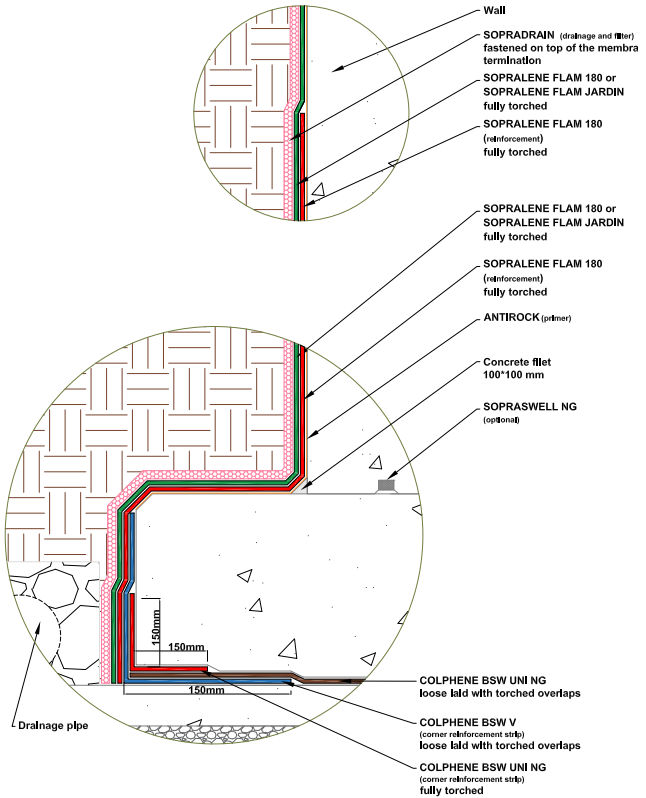 Wall
SOPRADRAIN (drainage and filter)
fastened on top of the membra
termination
SOPRALENE FLAM 180 or
SOPRALENE FLAM JARDIN
fully torched
SOPRALENE FLAM 180
(reinforcement)
fully torched
SOPRALENE FLAM 180 or
SOPRALENE FLAM JARDIN
fully torched
SOPRALENE FLAM 180
(reinforcement)
fully torched
ANTIROCK (primer)
Concrete filet
100*100 mm
SOPRASWELL NG
(optional)
150mm
150mm
150mm
COLPHENE BSW UNI NG
loose laid with torched overlaps
Drainage pipe
COLPHENE BSW V
(corner reinforcement strip)
loose laid with torched overlaps
COLPHENE BSW UNI NG
(corner reinforcement strip)
fully torched